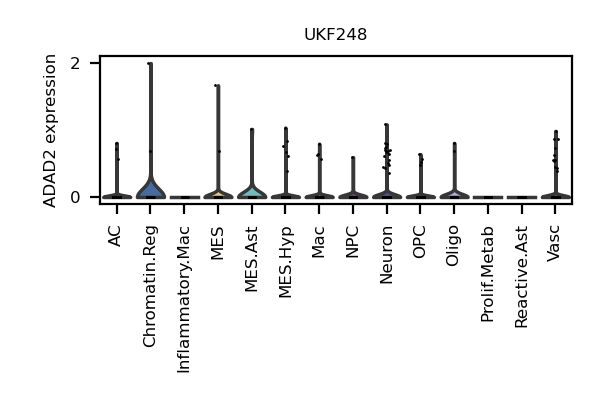 UKF248
ADAD2 expression
2
0
AC
Chromatin.Reg
Inflammatory.Mac
MES
MES.Ast
MES.Hyp
Mac
NPC
Neuron
OPC
Oligo
Prolif.Metab
Reactive.Ast
Vasc